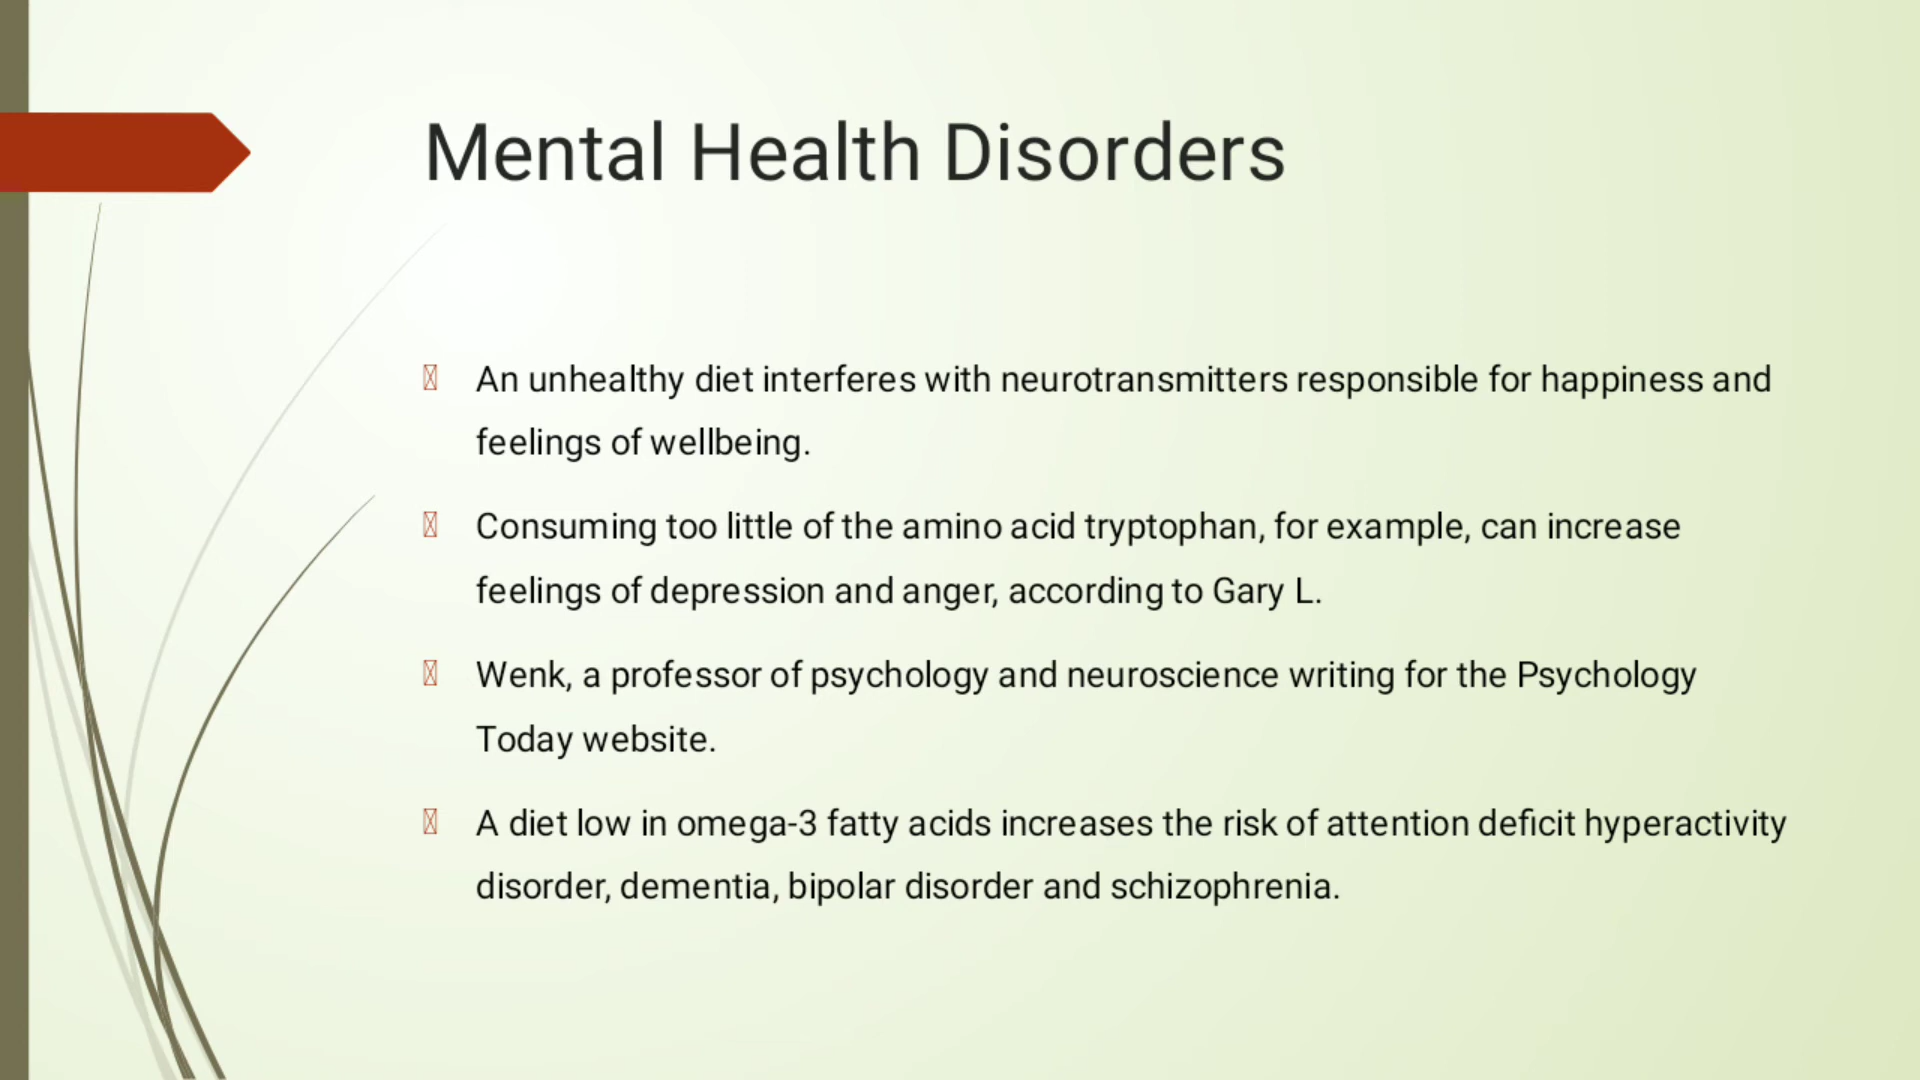 Mental Health Disorders
An unhealthy diet interferes with neurotransmitters responsible for happiness and
feelings of wellbeing.
Consuming too little of the amino acid tryptophan, for example, can increase
feelings of depression and anger, according to Gary L.
Wenk, a professor of psychology and neuroscience writing for the Psychology
Today website.
A diet low in omega-3 fatty acids increases the risk of attention deficit hyperactivity
disorder, dementia, bipolar disorder and schizophrenia.